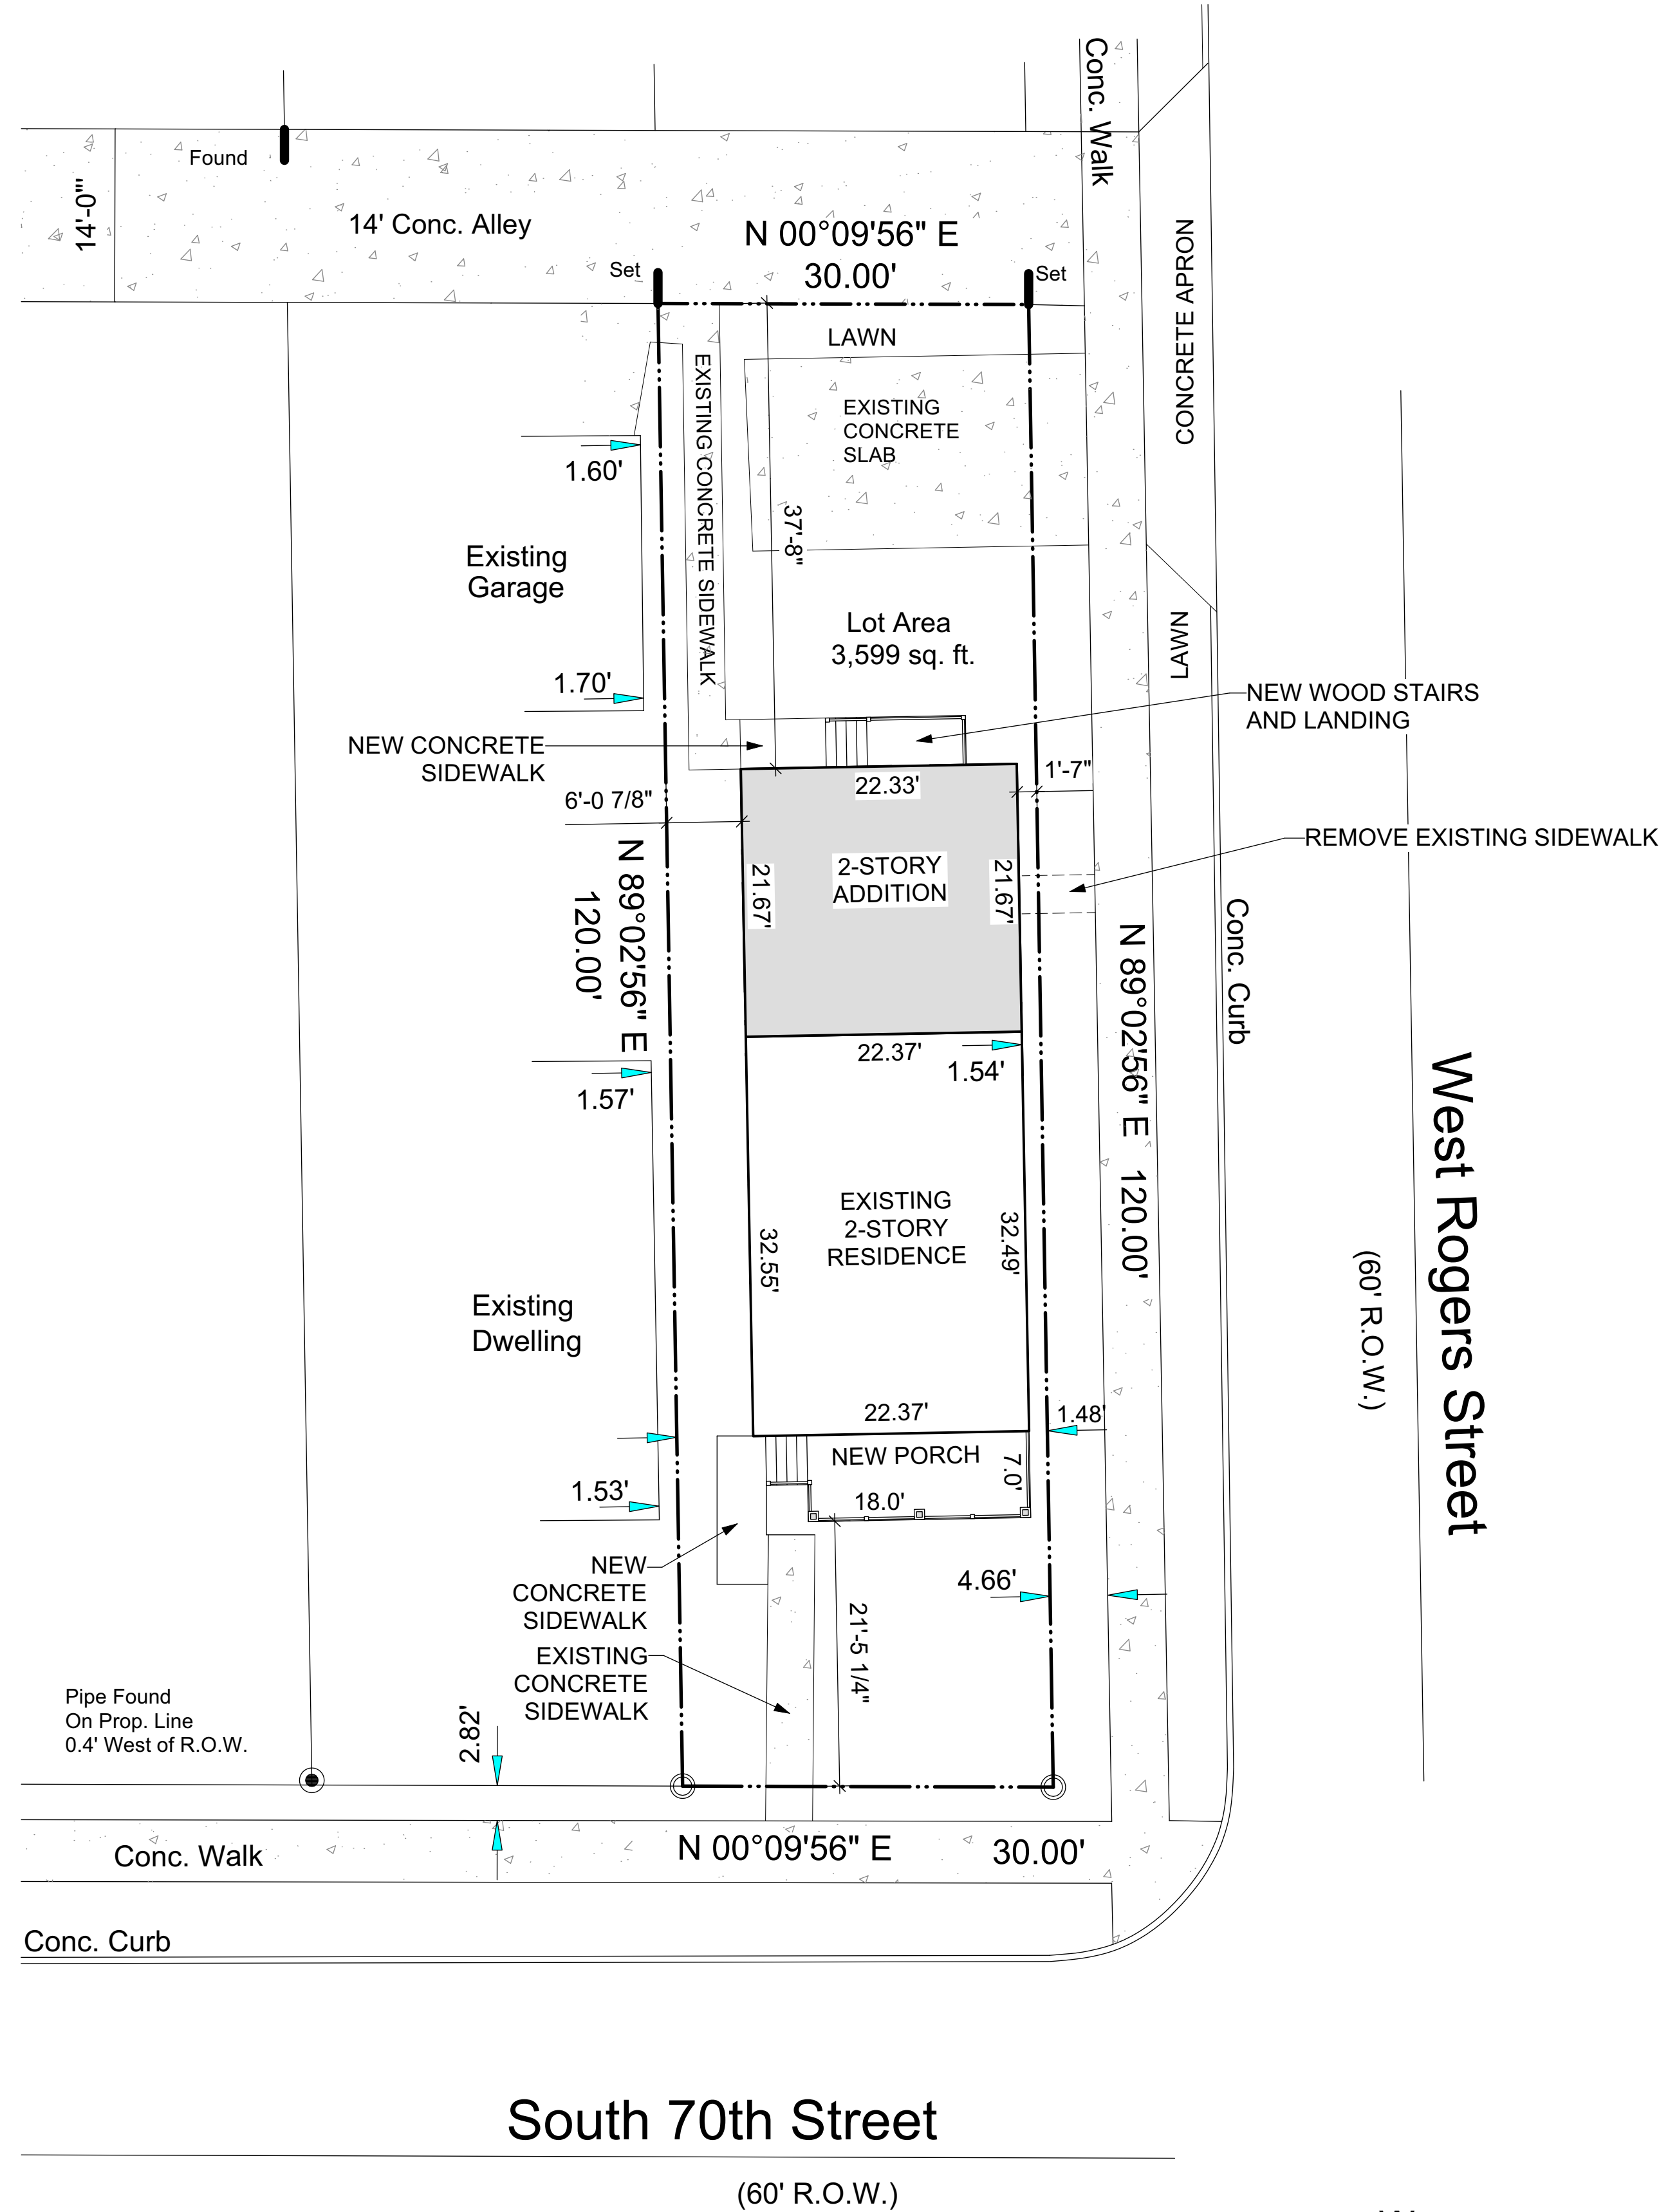 Conc. Walk
Found
14'-0'"
14' Conc. Alley
N 00°09'56" E
30.00'
Set
Set
CONCRETE APRON
LAWN
EXISTING CONCRETE SIDEWALK
EXISTING
CONCRETE
SLAB
1.60'
37'-8"
Existing
Garage
Lot Area
3,599 sq. ft.
LAWN
1.70'
NEW WOOD STAIRS
AND LANDING
NEW CONCRETE
SIDEWALK
1'-7"
22.33'
6'-0 7/8"
REMOVE EXISTING SIDEWALK
N 89°02'56" E
120.00'
21.67'
2-STORY
ADDITION
21.67'
Conc. Curb
N 89°02'56" E 120.00'
22.37'
1.54'
1.57'
West Rogers Street
(60' R.O.W.)
EXISTING
2-STORY
RESIDENCE
32.55'
32.49'
Existing
Dwelling
22.37'
1.48'
NEW PORCH
7.0'
18.0'
1.53'
NEW
CONCRETE
SIDEWALK
4.66'
21'-5 1/4"
EXISTING
CONCRETE
SIDEWALK
Pipe Found
On Prop. Line
0.4' West of R.O.W.
2.82'
Conc. Walk
N 00°09'56" E
30.00'
Conc. Curb
South 70th Street
(60' R.O.W.)